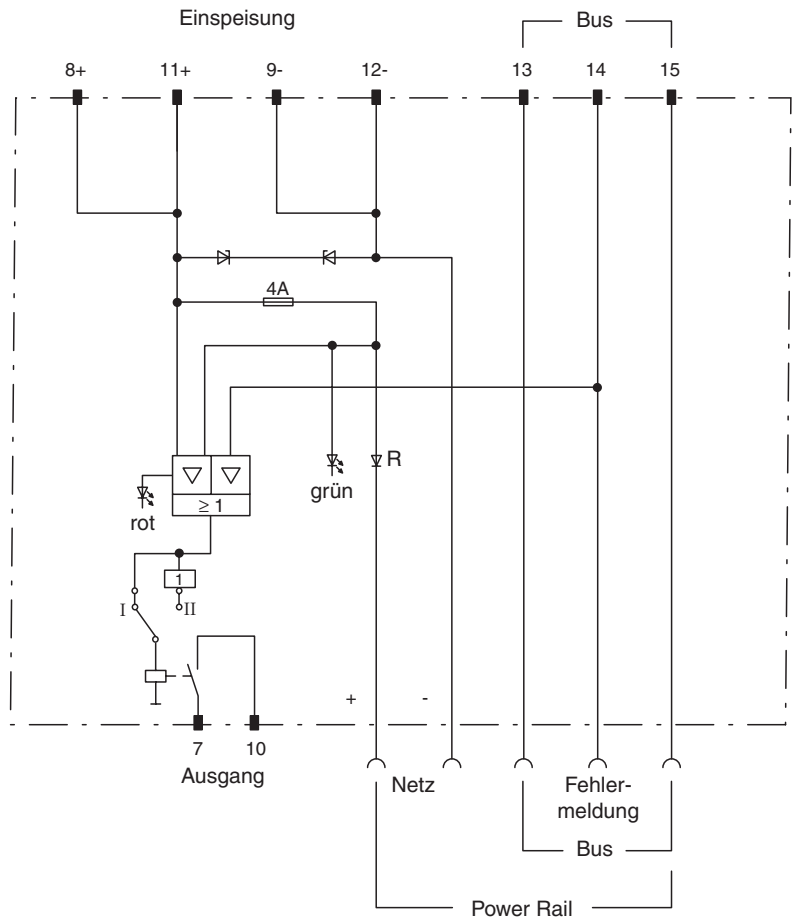 Einspeisung
Bus
8+ 11+ 9- 12- 13 14 15
4A
R
grün
rot
≥ 1
1
I II
+ -
7 10
Ausgang
Netz
Fehler-
meldung
Bus
Power Rail